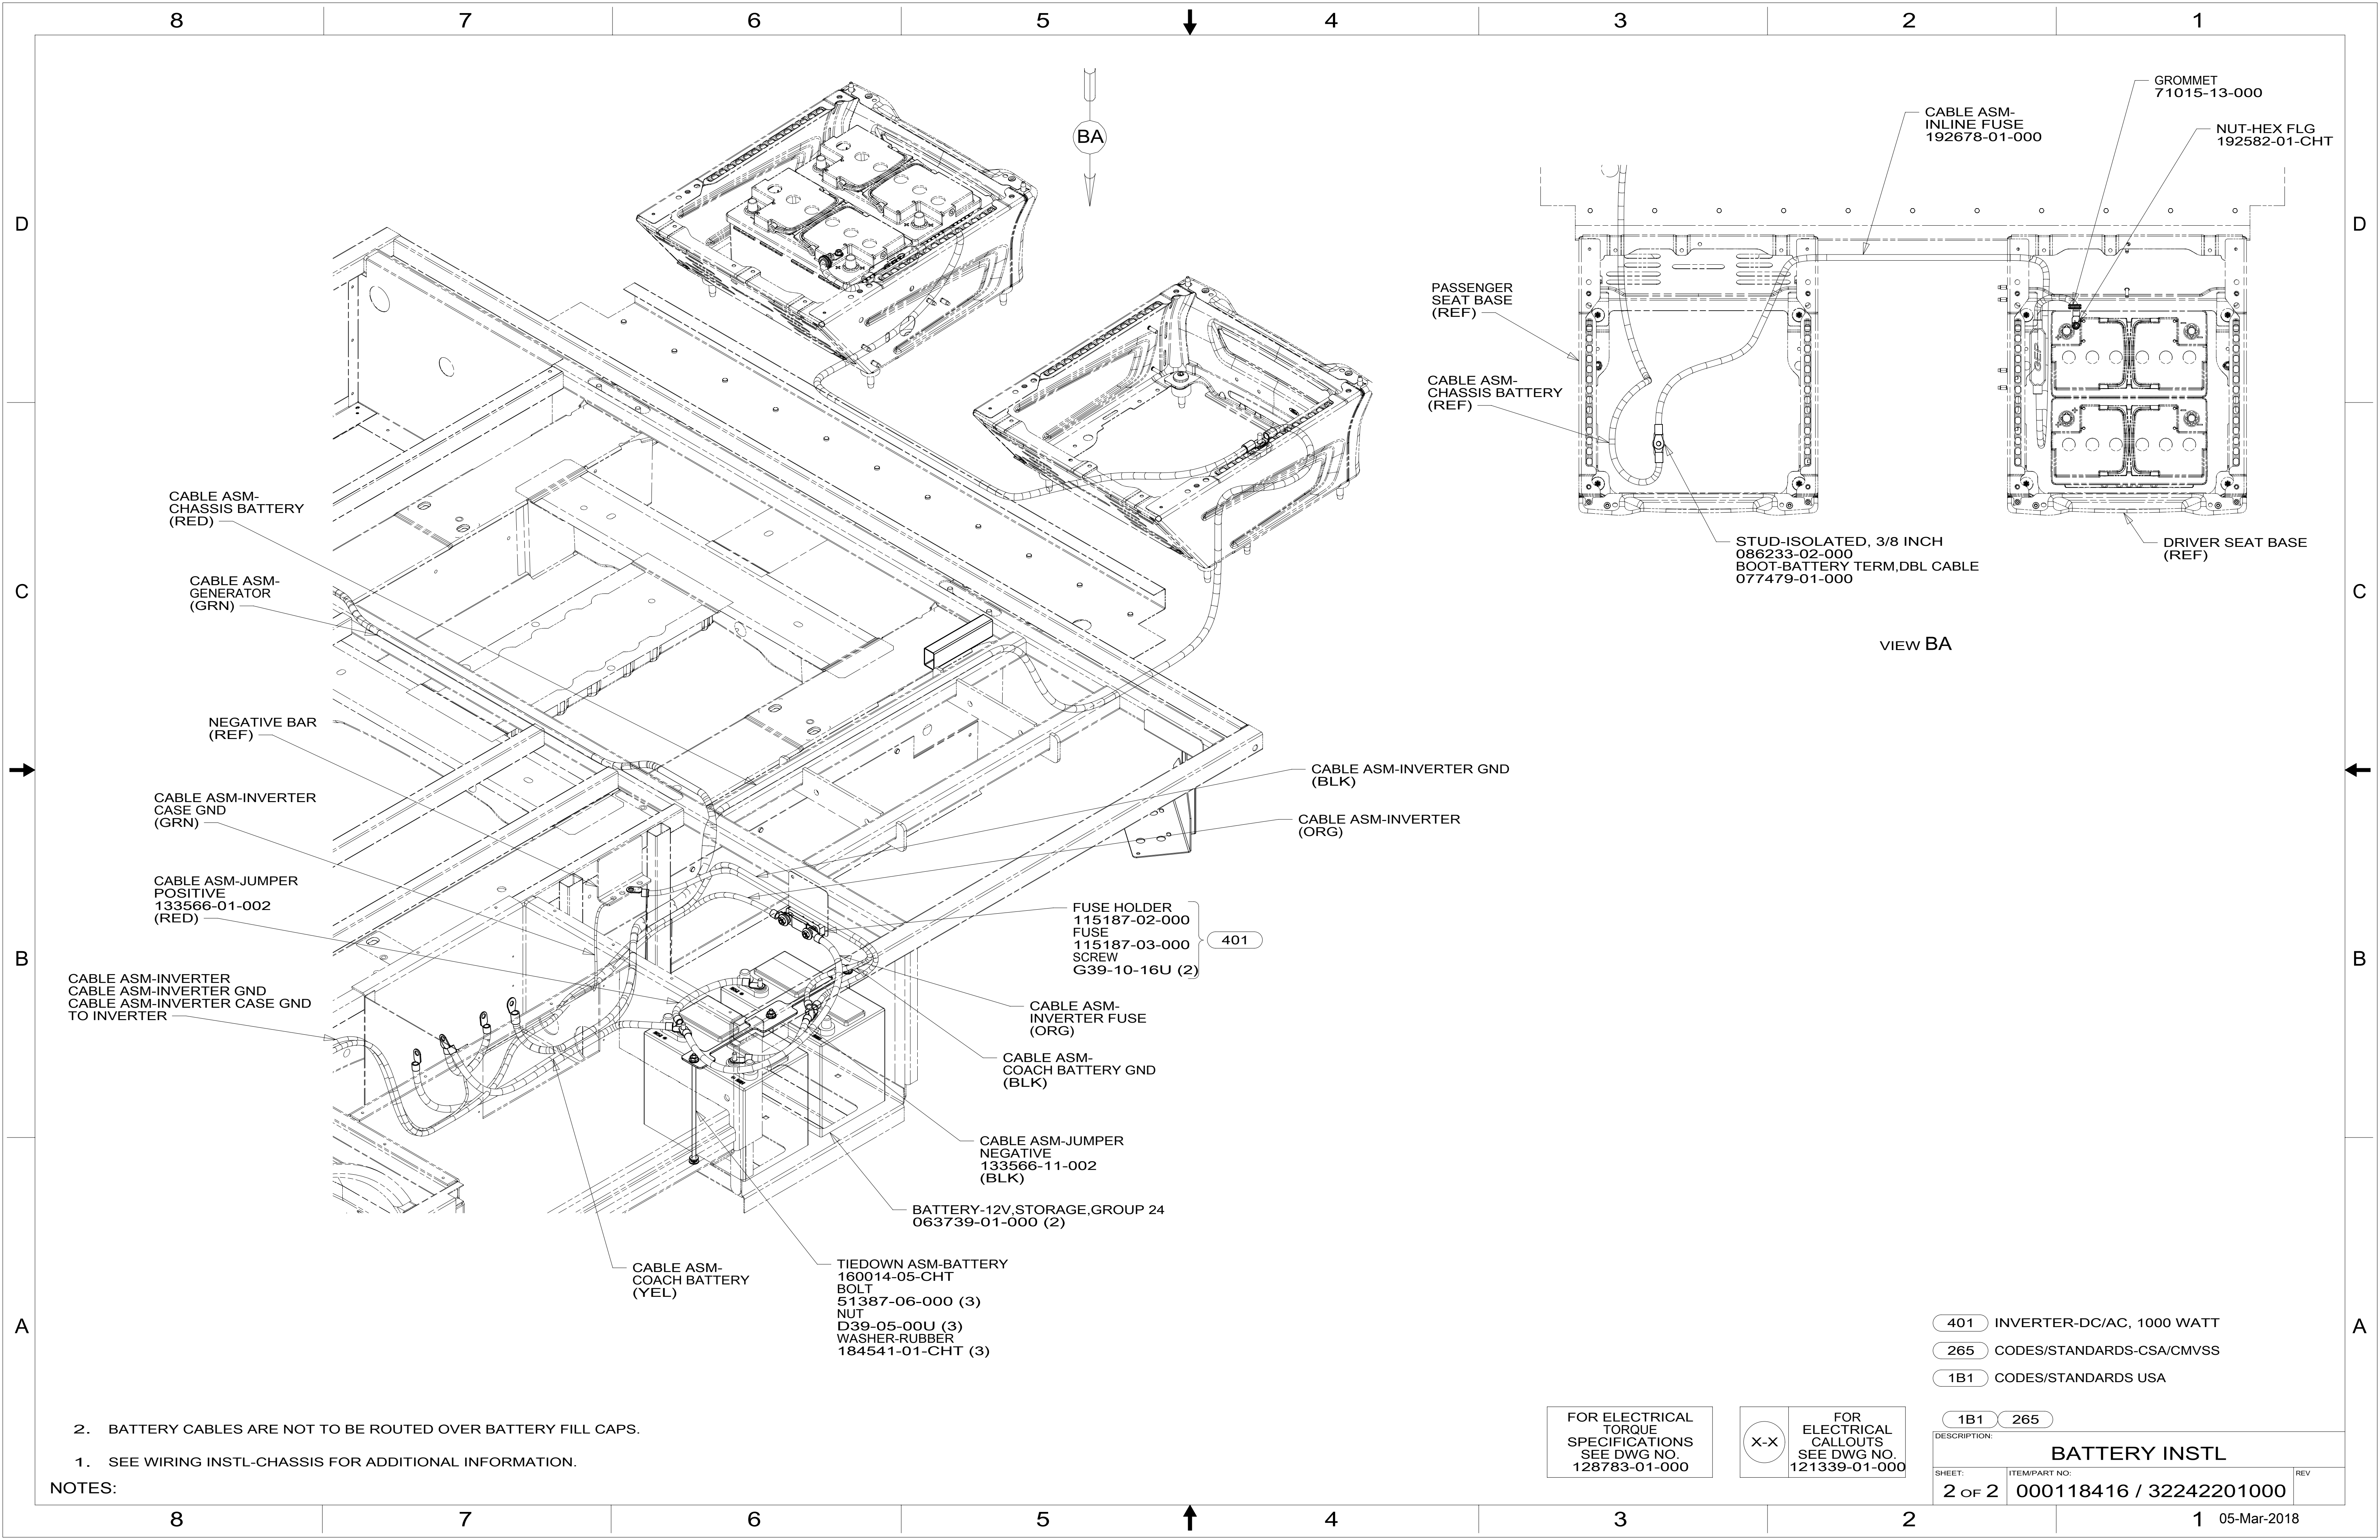 8 7 6 5 4 3 2 1
D
C
B
A
D
C
B
A
BA
GROMMET
71015-13-000
CABLE ASM-
INLINE FUSE
192678-01-000
NUT-HEX FLG
192582-01-CHT
PASSENGER
SEAT BASE
(REF)
CABLE ASM-
CHASSIS BATTERY
(REF)
STUD-ISOLATED, 3/8 INCH
086233-02-000
BOOT-BATTERY TERM,DBL CABLE
077479-01-000
DRIVER SEAT BASE
(REF)
VIEW BA
CABLE ASM-
CHASSIS BATTERY
(RED)
CABLE ASM-
GENERATOR
(GRN)
NEGATIVE BAR
(REF)
CABLE ASM-INVERTER
CASE GND
(GRN)
CABLE ASM-JUMPER
POSITIVE
133566-01-002
(RED)
CABLE ASM-INVERTER
CABLE ASM-INVERTER GND
CABLE ASM-INVERTER CASE GND
TO INVERTER
CABLE ASM-INVERTER GND
(BLK)
CABLE ASM-INVERTER
(ORG)
FUSE HOLDER
115187-02-000
FUSE
115187-03-000
SCREW
G39-10-16U (2)
401
CABLE ASM-
INVERTER FUSE
(ORG)
CABLE ASM-
COACH BATTERY GND
(BLK)
CABLE ASM-JUMPER
NEGATIVE
133566-11-002
(BLK)
BATTERY-12V,STORAGE,GROUP 24
063739-01-000 (2)
TIEDOWN ASM-BATTERY
160014-05-CHT
BOLT
51387-06-000 (3)
NUT
D39-05-00U (3)
WASHER-RUBBER
184541-01-CHT (3)
CABLE ASM-
COACH BATTERY
(YEL)
401 INVERTER-DC/AC, 1000 WATT
265 CODES/STANDARDS-CSA/CMVSS
1B1 CODES/STANDARDS USA
1B1 265
2. BATTERY CABLES ARE NOT TO BE ROUTED OVER BATTERY FILL CAPS.
1. SEE WIRING INSTL-CHASSIS FOR ADDITIONAL INFORMATION.
NOTES:
FOR ELECTRICAL
TORQUE
SPECIFICATIONS
SEE DWG NO.
128783-01-000
X-X
FOR
ELECTRICAL
CALLOUTS
SEE DWG NO.
121339-01-000
DESCRIPTION:
BATTERY INSTL
SHEET:
2 OF 2
ITEM/PART NO:
000118416 / 32242201000
REV
8 7 6 5 4 3 2 1
05-Mar-2018